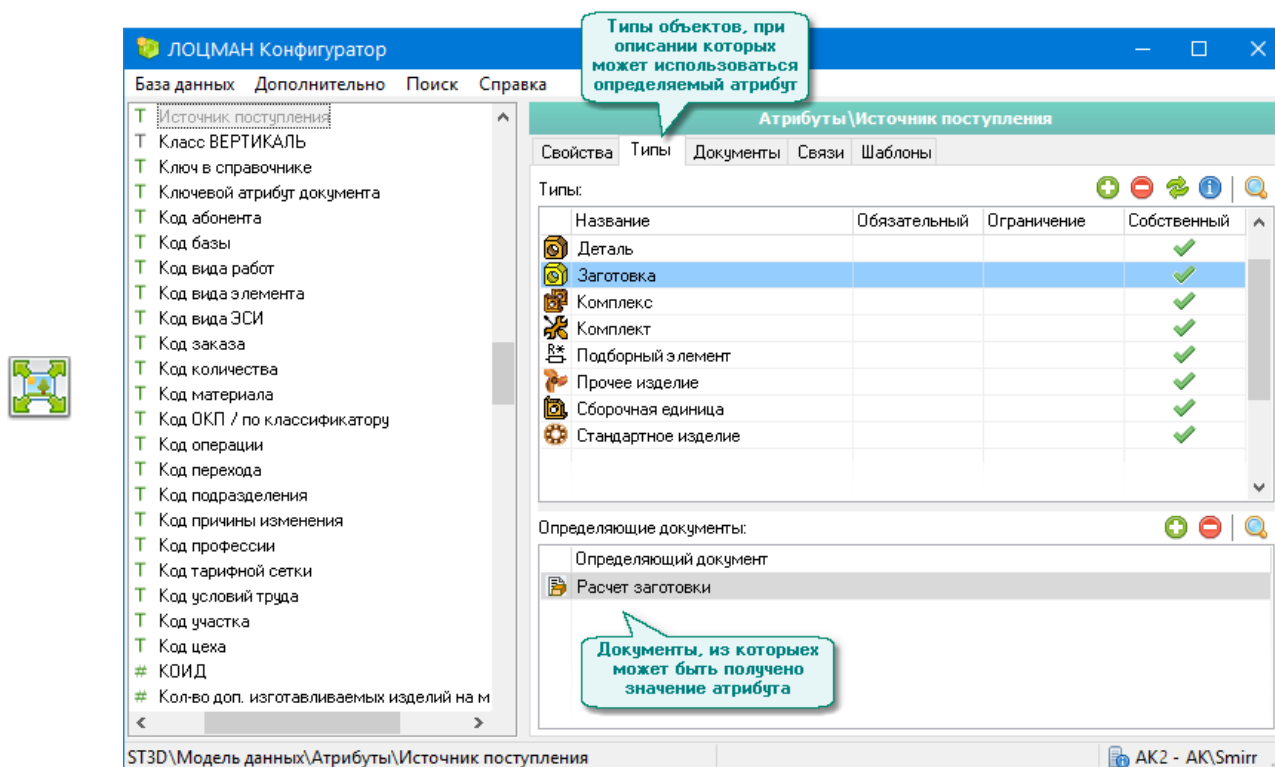 Типы объектов, при
описании которых
может использоваться
определяемый атрибут
ЛОЦМАН Конфигуратор
База данных Дополнительно Поиск Справка
Источник поступления
Класс ВЕРТИКАЛЬ
Ключ в справочнике
Ключевой атрибут документа
Код абонента
Код базы
Код вида работ
Код вида элемента
Код вида ЭСИ
Код заказа
Код количества
Код материала
Код ОКП / по классификатору
Код операции
Код перехода
Код подразделения
Код причины изменения
Код профессии
Код тарифной сетки
Код условий труда
Код участка
Код цеха
# КОИД
# Кол-во доп. изготавливаемых изделий на м
Атрибуты\Источник поступления
Свойства Типы Документы Связи Шаблоны
Типы:
Название Обязательный Ограничение Собственный
Деталь
Заготовка
Комплекс
Комплект
R* Подборный элемент
Прочее изделие
Сборочная единица
Стандартное изделие
Определяющие документы:
Определяющий документ
Расчет заготовки
Документы, из которыех
может быть получено
значение атрибута
ST3D\Модель данных\Атрибуты\Источник поступления
AK2 - AK\Smirr